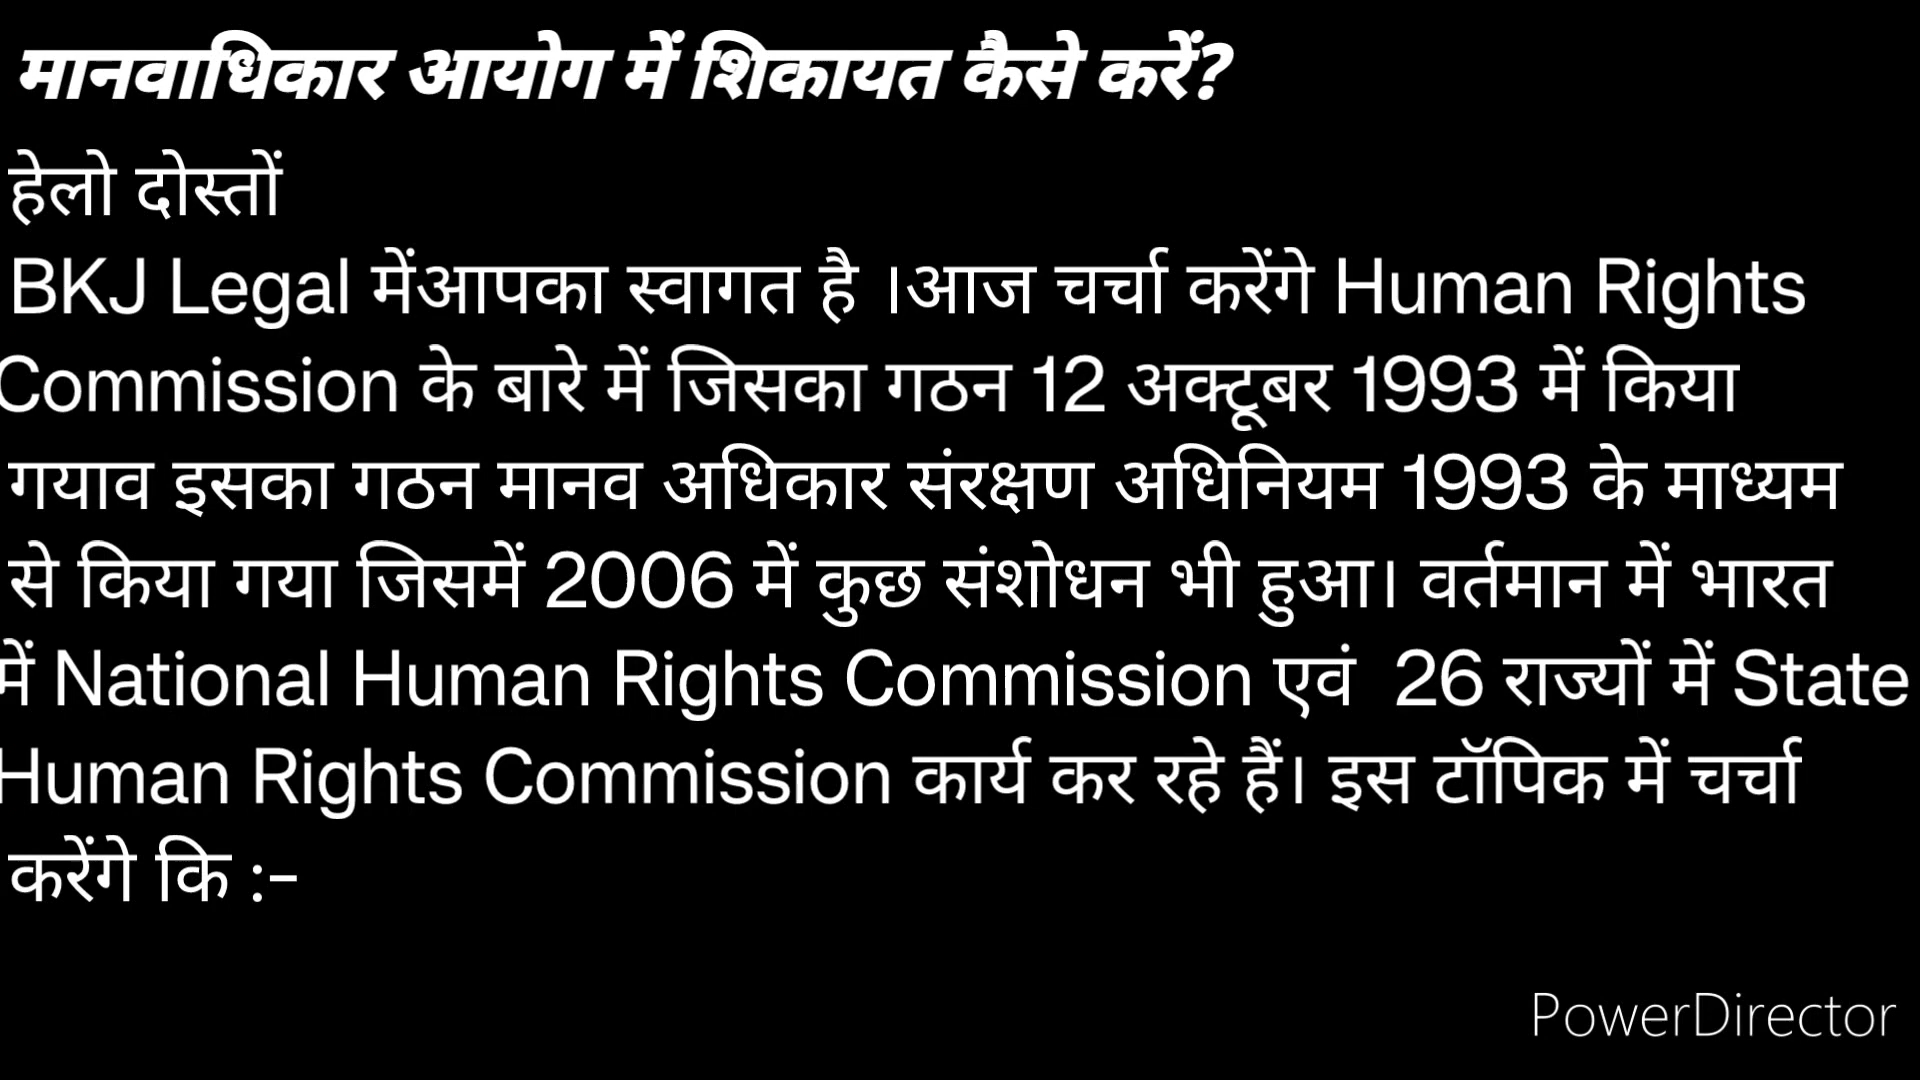 मानवाधिकार आयोग में शिकायत कैसे करें?
हेलो दोस्तों
BKJ Legal मेंआपका स्वागत है ।आज चर्चा करेंगे Human Rights
Commission के बारे में जिसका गठन 12 अक्टूबर 1993 में किया
गयाव इसका गठन मानव अधिकार संरक्षण अधिनियम 1993 के माध्यम
से किया गया जिसमें 2006 में कुछ संशोधन भी हुआ। वर्तमान में भारत
में National Human Rights Commission एवं 26 राज्यों में State
Human Rights Commission कार्य कर रहे हैं। इस टॉपिक में चर्चा
करेंगे कि :-
PowerDirector